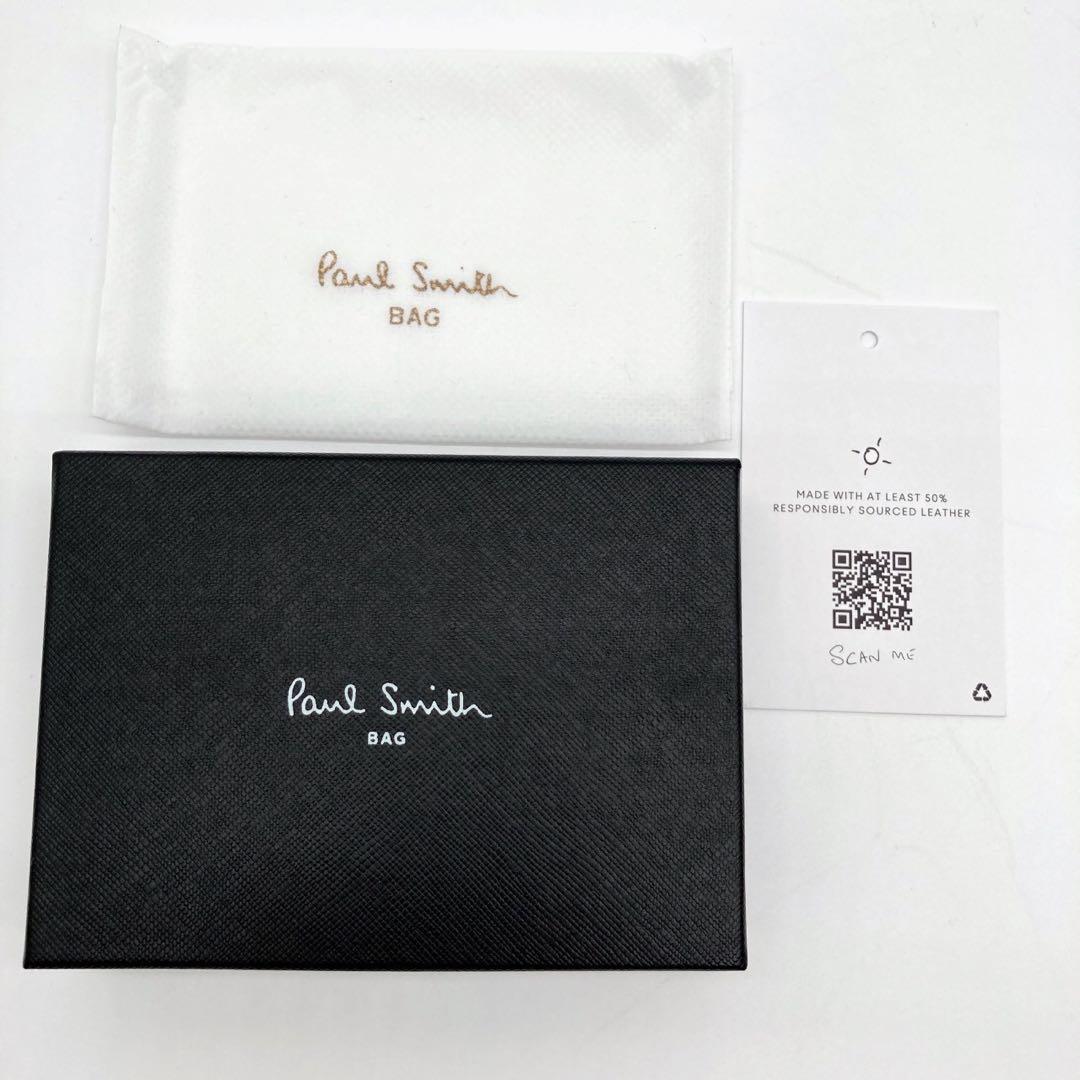 Paul Smith
BAG
MADE WITH AT LEAST 50%
RESPONSIBLY SOURCED LEATHER
SCAN ME
Paul Smith
BAG